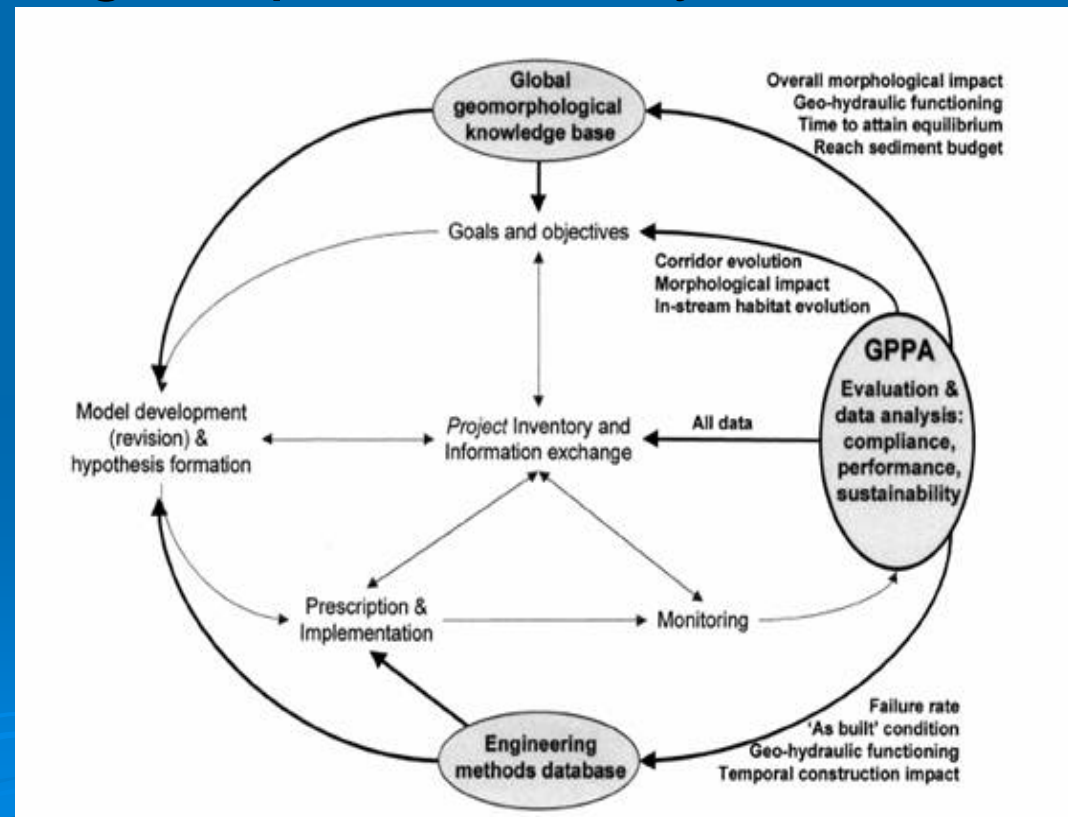 Global
geomorphological
knowledge base
Overall morphological impact
Geo-hydraulic functioning
Time to attain equilibrium
Reach sediment budget
Goals and objectives
Corridor evolution
Morphological impact
In-stream habitat evolution
GPPA
Evaluation &
data analysis:
compliance,
performance,
sustainability
Model development
(revision) &
hypothesis formation
Project Inventory and
Information exchange
All data
Prescription &
Implementation
Monitoring
Engineering
methods database
Failure rate
'As built' condition
Geo-hydraulic functioning
Temporal construction impact